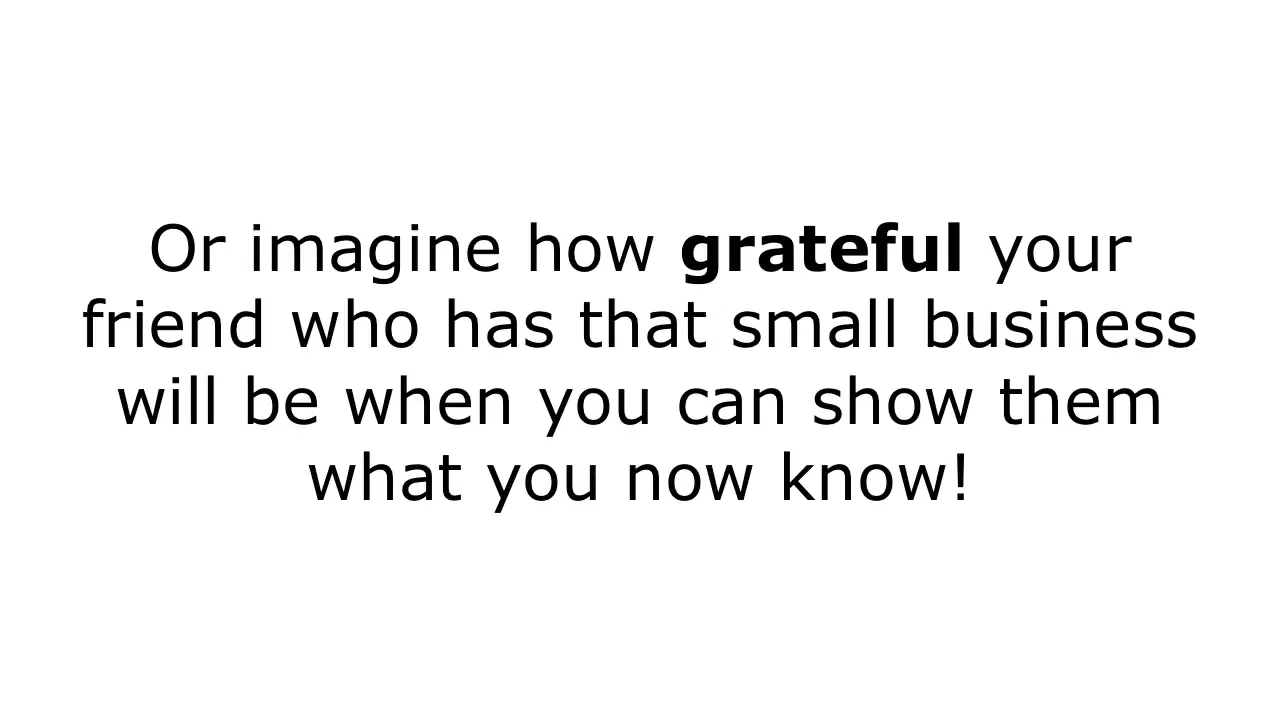 Or imagine how grateful your
friend who has that small business
will be when you can show them
what you now know!